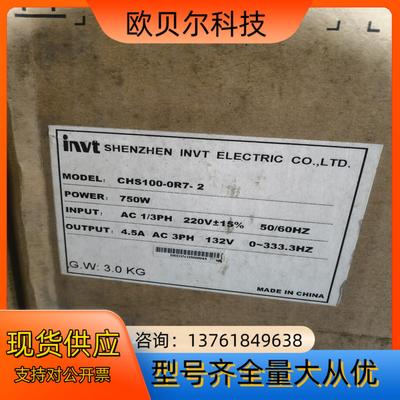 欧贝尔科技
invt SHENZHEN INVT ELECTRIC CO.,LTD.
MODEL: CHS100-0R7- 2
POWER: 750W
INPUT: AC 1/3PH 220V±15% 50/60HZ
OUTPUT: 4.5A AC 3PH 132V 0~333.3HZ
G.W: 3.0 KG
MADE IN CHINA
现货供应
支持对公开票
咨询：13761849638
型号齐全量大从优